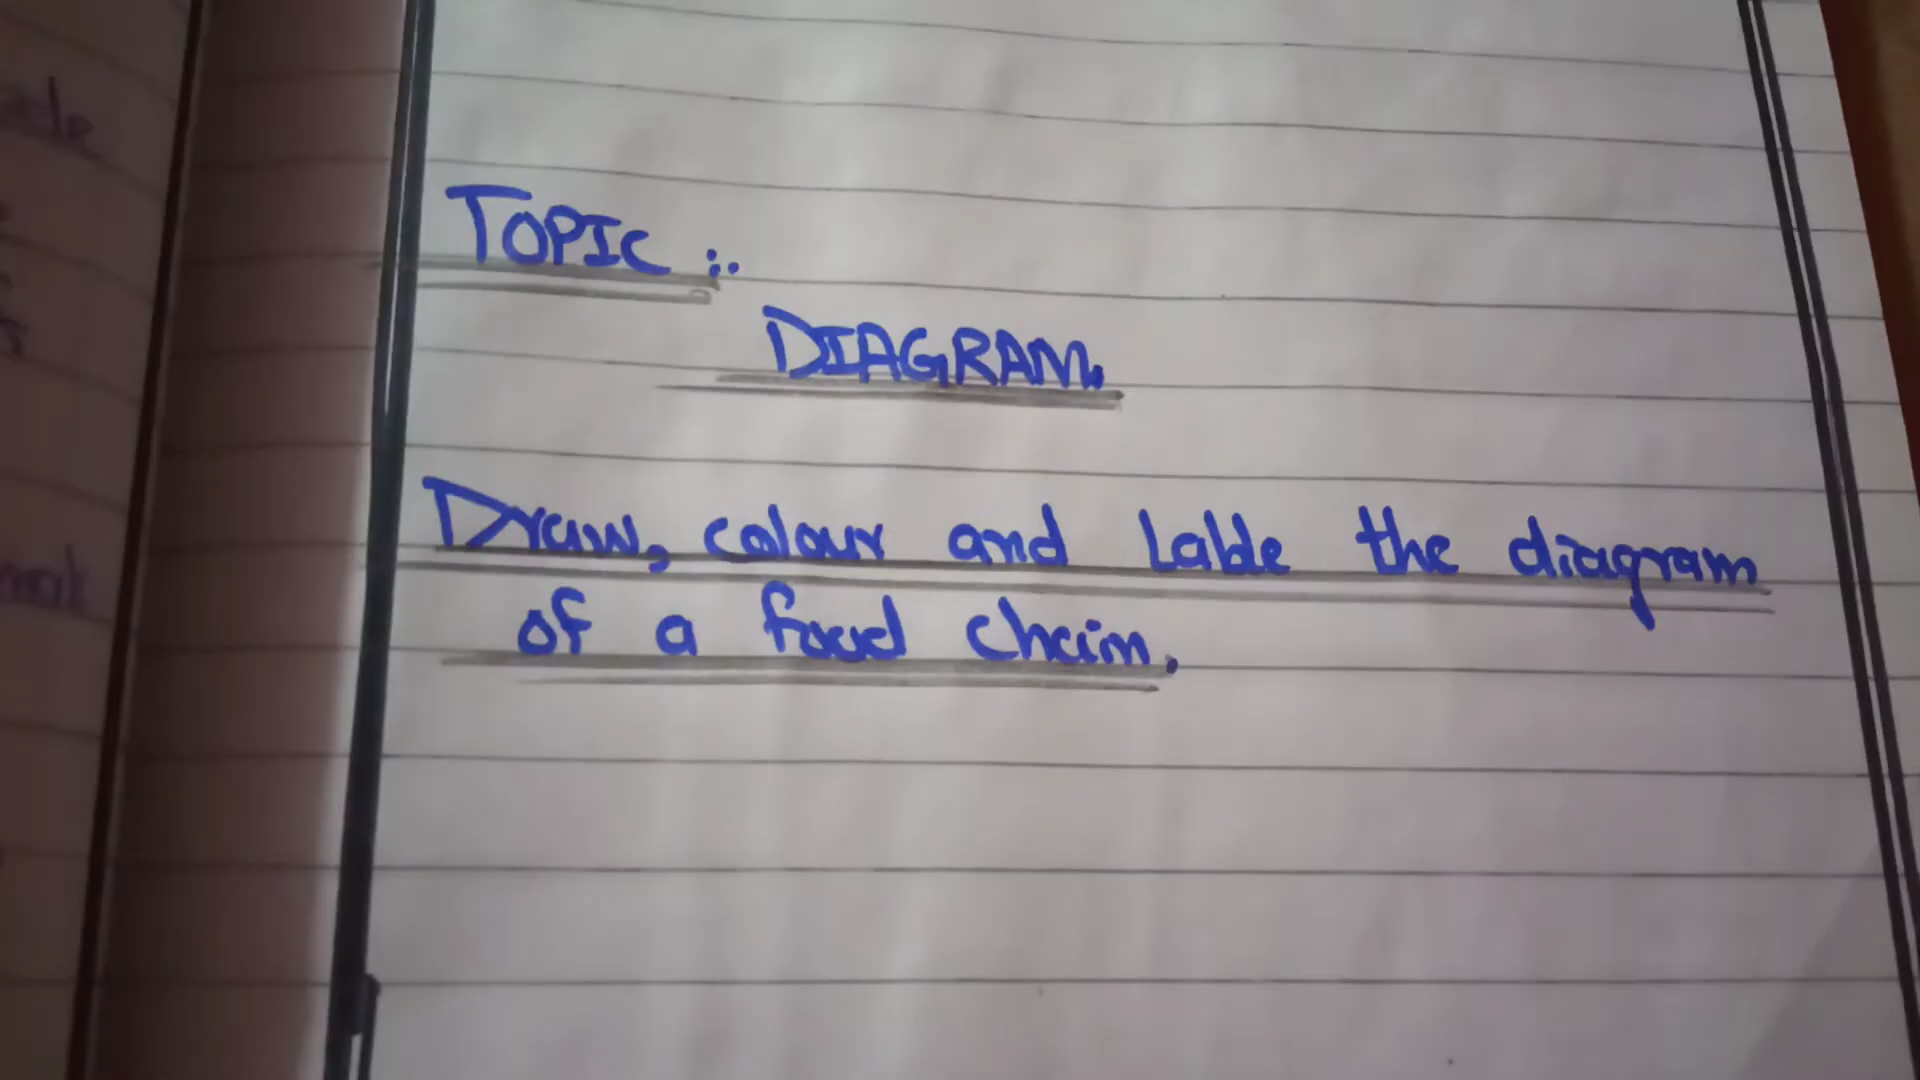 TOPIC :.
DIAGRAM.
Draw, colour and Lable the diagram
of a food chain.